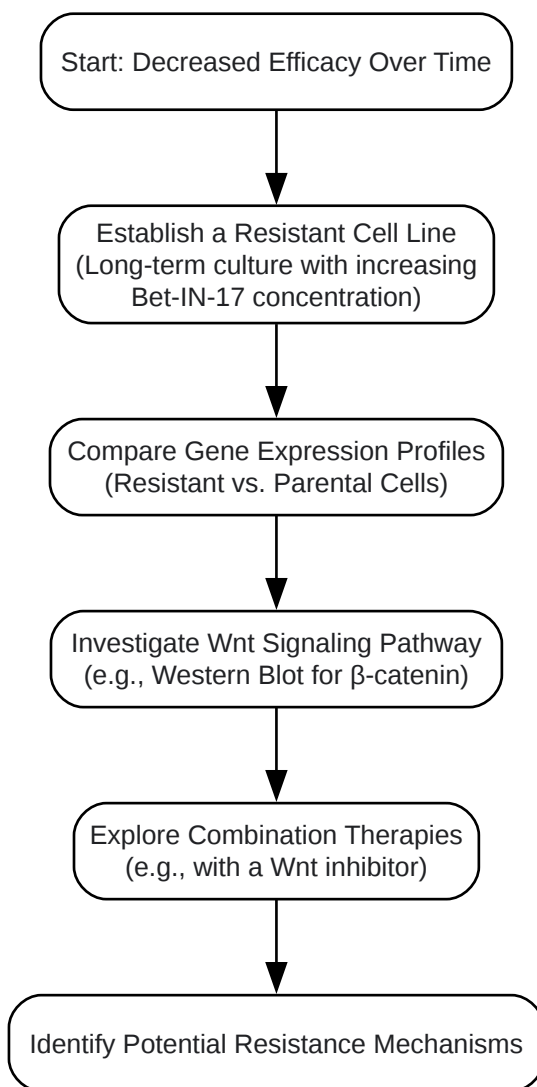 Start: Decreased Efficacy Over Time
Establish a Resistant Cell Line
(Long-term culture with increasing
Bet-IN-17 concentration)
Compare Gene Expression Profiles
(Resistant vs. Parental Cells)
Investigate Wnt Signaling Pathway
(e.g., Western Blot for β-catenin)
Explore Combination Therapies
(e.g., with a Wnt inhibitor)
Identify Potential Resistance Mechanisms